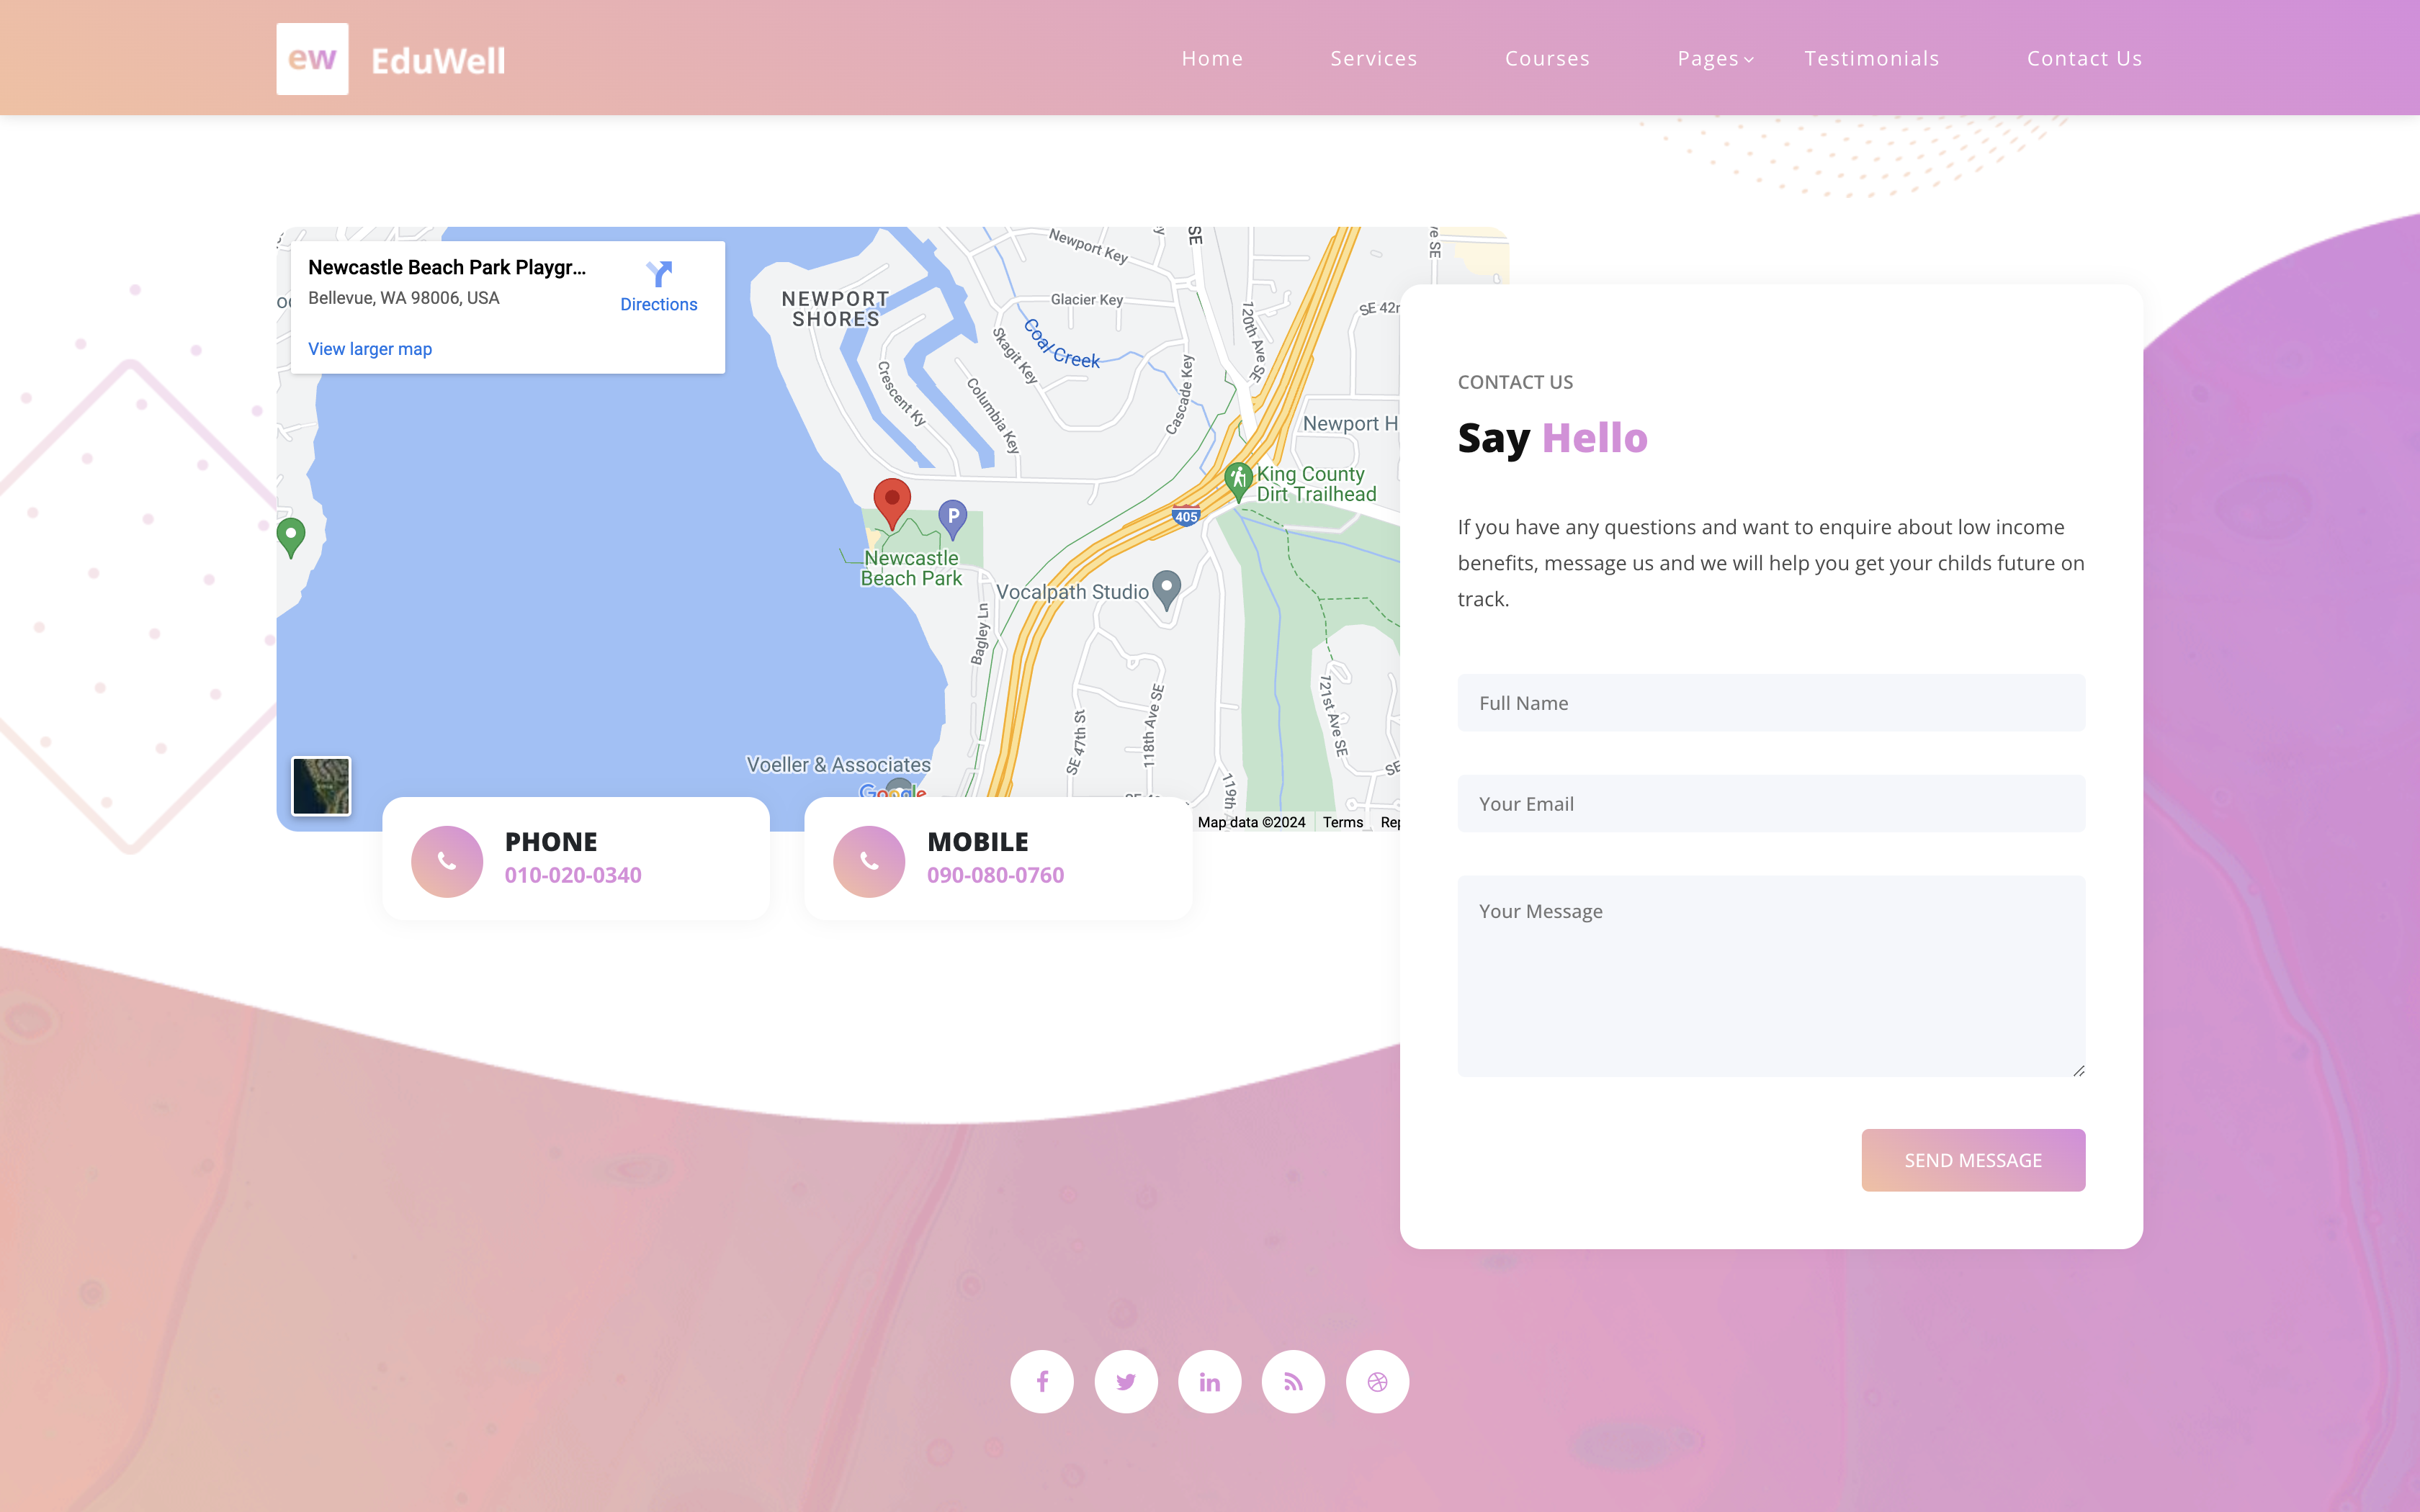 ew EduWell
Home Services Courses Pages Testimonials Contact Us
Newcastle Beach Park Playgr...
Bellevue, WA 98006, USA
Directions
View larger map
NEWPORT
SHORES
Newport Key
Glacier Key
Coal Creek
Skagit Key
Crescent Ky
Columbia Key
Cascade Key
120th Ave SE
SE
SE 42n
Newport H
King County
Dirt Trailhead
405
P
Newcastle
Beach Park
Vocalpath Studio
Bagley Ln
SE 47th St
118th Ave SE
119th A
121st Ave SE
Voeller & Associates
Google
Map data ©2024 Terms Rep
PHONE
010-020-0340
MOBILE
090-080-0760
CONTACT US
Say Hello
If you have any questions and want to enquire about low income
benefits, message us and we will help you get your childs future on
track.
Full Name
Your Email
Your Message
SEND MESSAGE